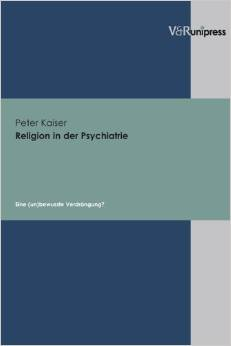 V&R unipress
Peter Kaiser
Religion in der Psychiatrie
Eine (un)bewusste Verdrängung?